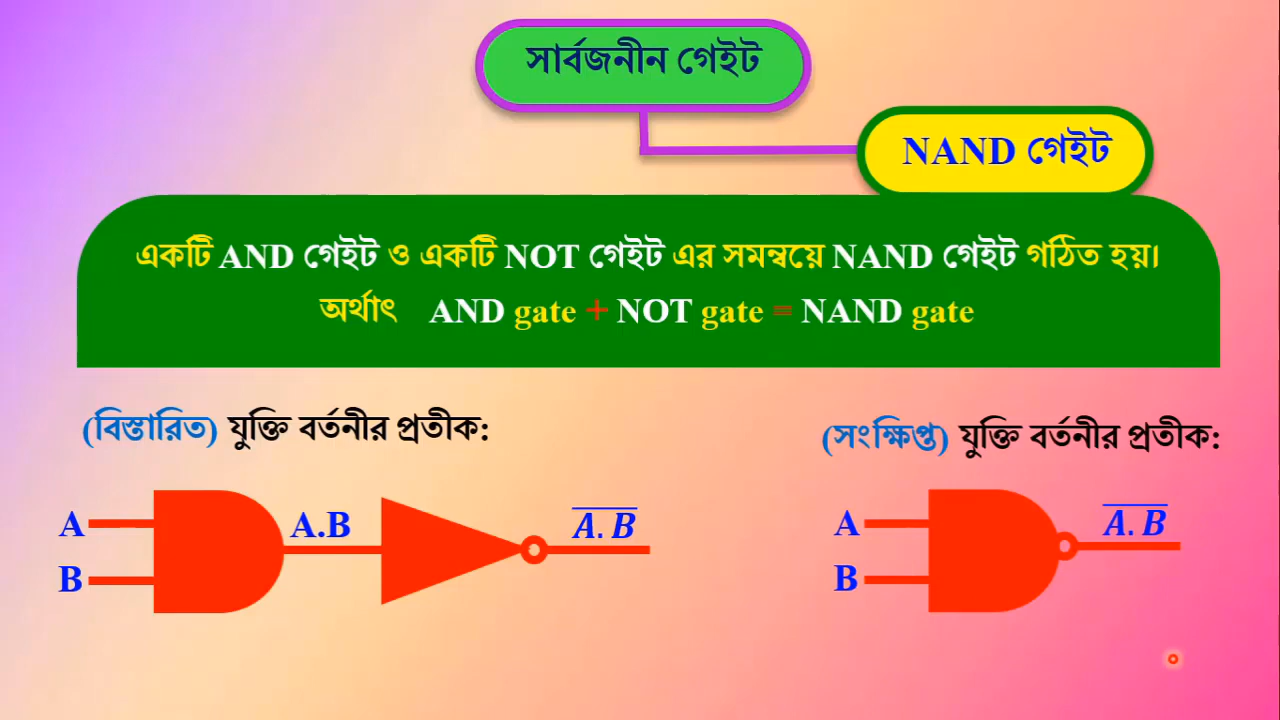 সার্বজনীন গেইট
NAND গেইট
একটি AND গেইট ও একটি NOT গেইট এর সমন্বয়ে NAND গেইট গঠিত হয়।
অর্থাৎ AND gate + NOT gate ≡ NAND gate
(বিস্তারিত) যুক্তি বর্তনীর প্রতীক:
A
B
A.B
A̅.̅ ̅B̅
(সংক্ষিপ্ত) যুক্তি বর্তনীর প্রতীক:
A
B
A̅.̅ ̅B̅